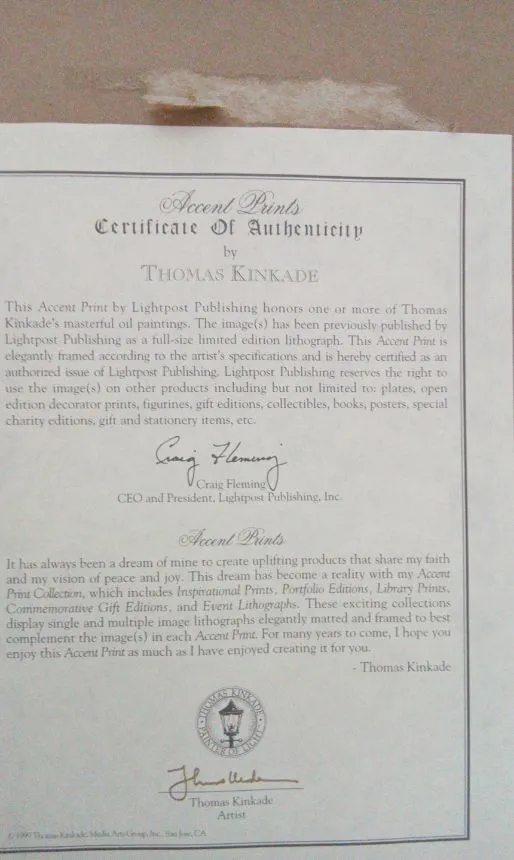 Accent Prints
Certificate Of Authenticity
by
THOMAS KINKADE
This Accent Print by Lightpost Publishing honors one or more of Thomas
Kinkade's masterful oil paintings. The image(s) has been previously published by
Lightpost Publishing as a full-size limited edition lithograph. This Accent Print is
elegantly framed according to the artist's specifications and is hereby certified as an
authorized issue of Lightpost Publishing. Lightpost Publishing reserves the right to
use the image(s) on other products including but not limited to: plates, open
edition decorator prints, figurines, gift editions, collectibles, books, posters, special
charity editions, gift and stationery items, etc.
Craig Fleming
Craig Fleming
CEO and President, Lightpost Publishing, Inc.
Accent Prints
It has always been a dream of mine to create uplifting products that share my faith
and my vision of peace and joy. This dream has become a reality with my Accent
Print Collection, which includes Inspirational Prints, Portfolio Editions, Library Prints,
Commemorative Gift Editions, and Event Lithographs. These exciting collections
display single and multiple image lithographs elegantly matted and framed to best
complement the image(s) in each Accent Print. For many years to come, I hope you
enjoy this Accent Print as much as I have enjoyed creating it for you.
- Thomas Kinkade
THOMAS KINKADE
PAINTER OF LIGHT
Thomas Kinkade
Artist
© 1997 Thomas Kinkade, Media Arts Group, Inc., San Jose, CA